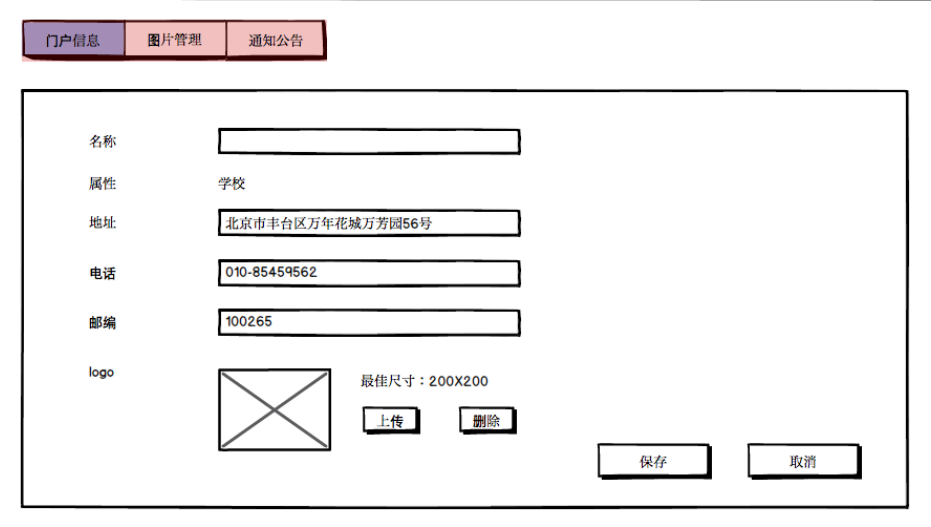 门户信息 图片管理 通知公告
名称
属性 学校
地址 北京市丰台区万年花城万芳园56号
电话 010-85459562
邮编 100265
logo 最佳尺寸：200X200
上传 删除
保存 取消